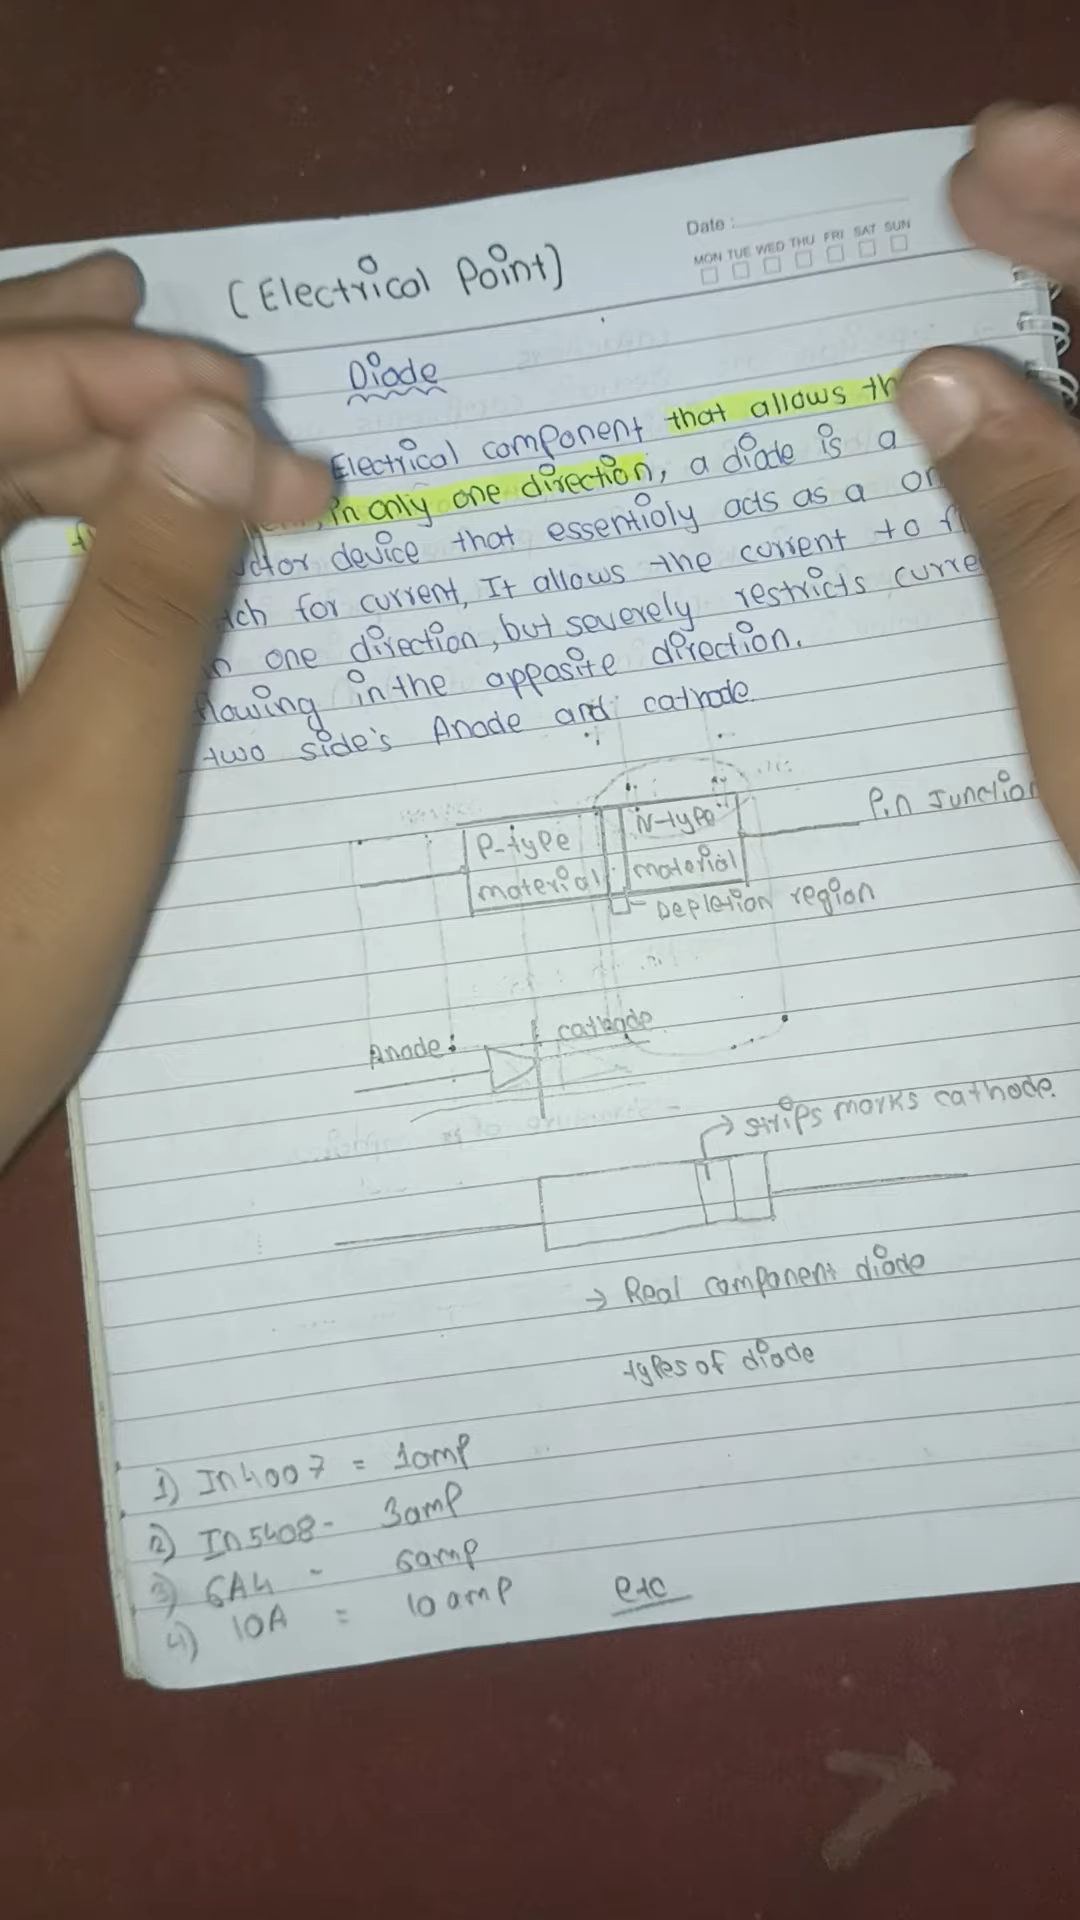 Date :
MON TUE WED THU FRI SAT SUN
(Electrical Point)
Diode
Electrical component that allows
in only one direction, a diode is a
device that essentioly acts as a
for current, It allows the current to
one direction, but severely restricts
flowing in the apposite direction.
two side's Anode and cathode.
P-type
material
N-type
material
P.n Junction
Depletion region
Anode
cathode
strips marks cathode.
→ Real component diode
types of diode
1) In4007 = 1amp
2) In5408 - 3amp
3) 6A4 - 6amp
4) 10A = 10amp
etc